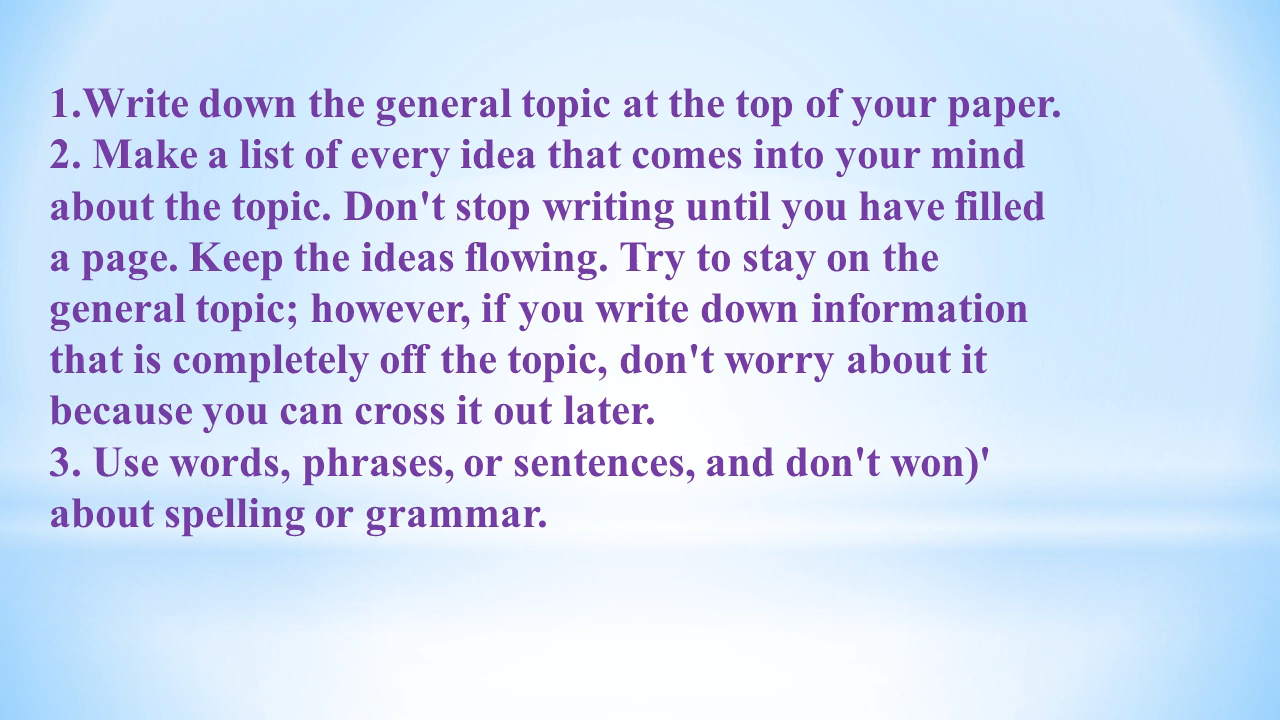 1.Write down the general topic at the top of your paper.
2. Make a list of every idea that comes into your mind
about the topic. Don't stop writing until you have filled
a page. Keep the ideas flowing. Try to stay on the
general topic; however, if you write down information
that is completely off the topic, don't worry about it
because you can cross it out later.
3. Use words, phrases, or sentences, and don't won)'
about spelling or grammar.